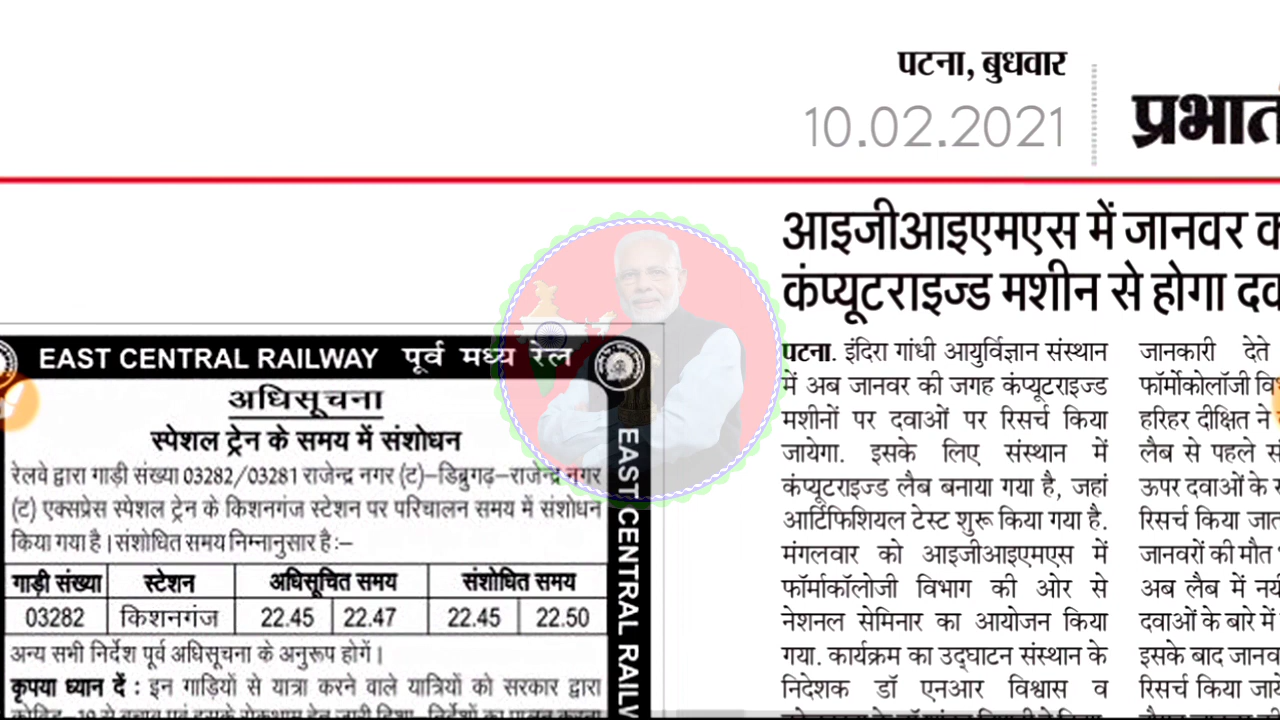 पटना, बुधवार
10.02.2021
EAST CENTRAL RAILWAY पूर्व मध्य रेल
अधिसूचना
स्पेशल ट्रेन के समय में संशोधन
रेलवे द्वारा गाड़ी संख्या 03282/03281 राजेन्द्र नगर (ट)–डिब्रुगढ़–राजेन्द्र नगर
(ट) एक्सप्रेस स्पेशल ट्रेन के किशनगंज स्टेशन पर परिचालन समय में संशोधन
किया गया है। संशोधित समय निम्नानुसार है :–
गाड़ी संख्या स्टेशन अधिसूचित समय संशोधित समय
03282 किशनगंज 22.45 22.47 22.45 22.50
अन्य सभी निर्देश पूर्व अधिसूचना के अनुरूप होगें।
कृपया ध्यान दें : इन गाड़ियों से यात्रा करने वाले यात्रियों को सरकार द्वारा
EAST CENTRAL
आइजीआइएमएस में जानवर
कंप्यूटराइज्ड मशीन से होगा
पटना. इंदिरा गांधी आयुर्विज्ञान संस्थान
में अब जानवर की जगह कंप्यूटराइज्ड
मशीनों पर दवाओं पर रिसर्च किया
जायेगा. इसके लिए संस्थान में
कंप्यूटराइज्ड लैब बनाया गया है, जहां
आर्टिफिशियल टेस्ट शुरू किया गया है.
मंगलवार को आइजीआइएमएस में
फॉर्माकॉलोजी विभाग की ओर से
नेशनल सेमिनार का आयोजन किया
गया. कार्यक्रम का उद्घाटन संस्थान के
निदेशक डॉ एनआर विश्वास व
जानकारी देते
फॉर्मोकोलॉजी
हरिहर दीक्षित ने
लैब से पहले
ऊपर दवाओं के
रिसर्च किया
जानवरों की मौत
अब लैब में
दवाओं के बारे में
इसके बाद
रिसर्च किया